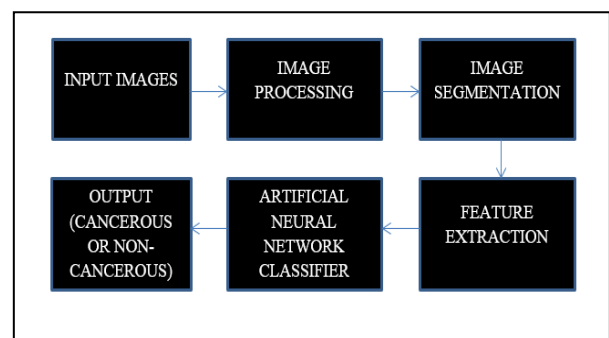 INPUT IMAGES
IMAGE
PROCESSING
IMAGE
SEGMENTATION
OUTPUT
(CANCEROUS
OR NON-
CANCEROUS)
ARTIFICIAL
NEURAL
NETWORK
CLASSIFIER
FEATURE
EXTRACTION